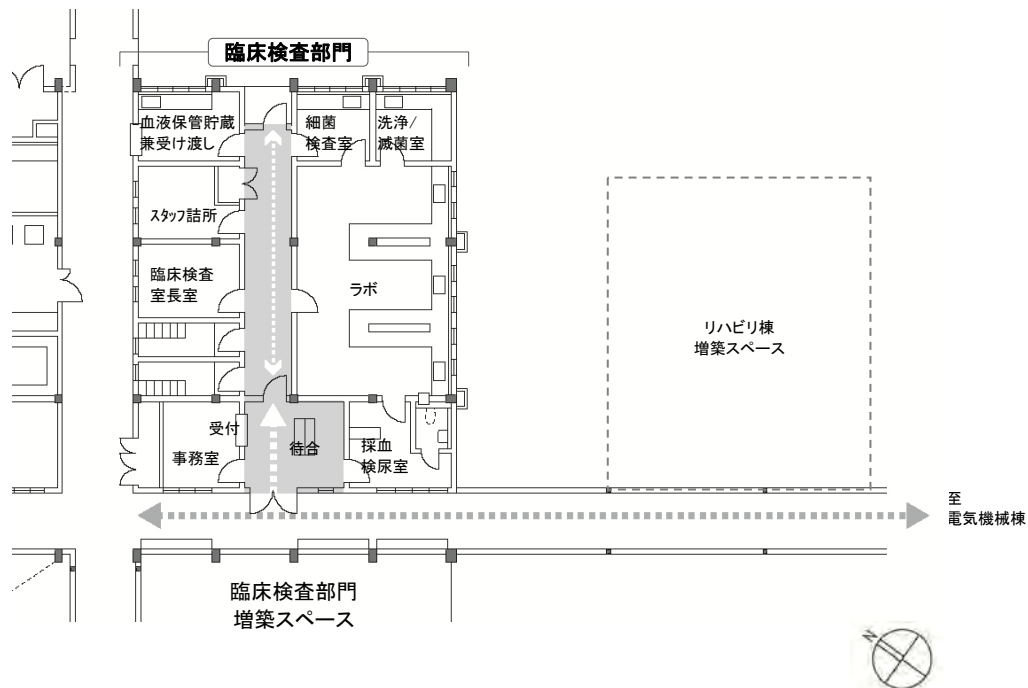 臨床検査部門
血液保管貯蔵
兼受け渡し
細菌
検査室
洗浄/
滅菌室
スタッフ詰所
臨床検査
室長室
ラボ
リハビリ棟
増築スペース
受付
事務室
待合
採血
検尿室
至
電気機械棟
臨床検査部門
増築スペース
N